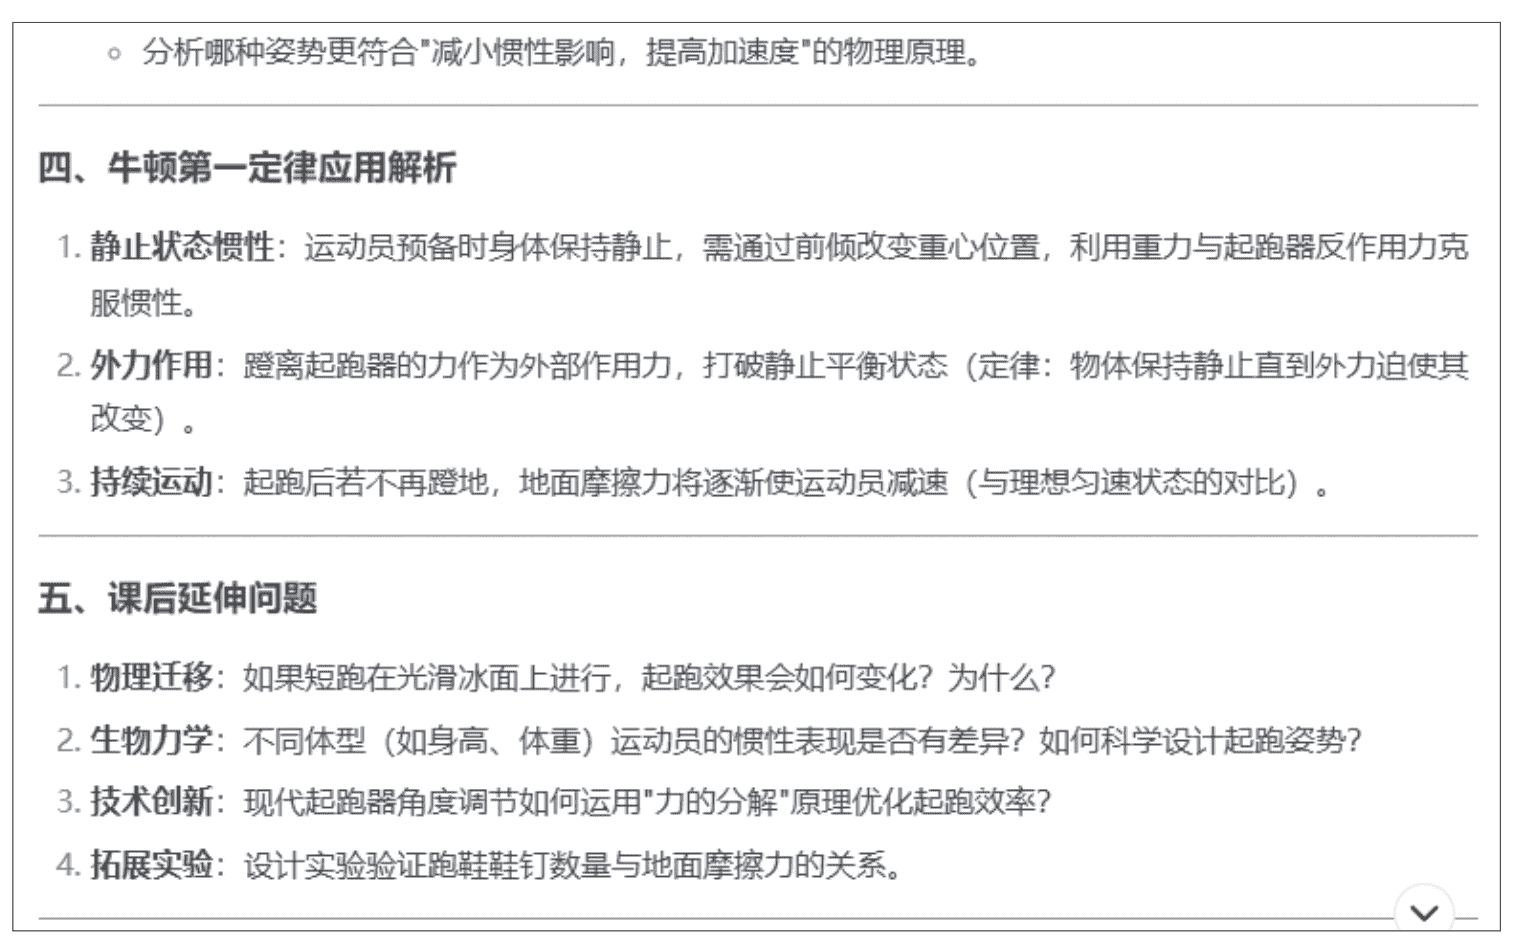 分析哪种姿势更符合"减小惯性影响，提高加速度"的物理原理。
四、牛顿第一定律应用解析
1. 静止状态惯性：运动员预备时身体保持静止，需通过前倾改变重心位置，利用重力与起跑器反作用力克
服惯性。
2. 外力作用：蹬离起跑器的力作为外部作用力，打破静止平衡状态（定律：物体保持静止直到外力迫使其
改变）。
3. 持续运动：起跑后若不再蹬地，地面摩擦力将逐渐使运动员减速（与理想匀速状态的对比）。
五、课后延伸问题
1. 物理迁移：如果短跑在光滑冰面上进行，起跑效果会如何变化？为什么？
2. 生物力学：不同体型（如身高、体重）运动员的惯性表现是否有差异？如何科学设计起跑姿势？
3. 技术创新：现代起跑器角度调节如何运用"力的分解"原理优化起跑效率？
4. 拓展实验：设计实验验证跑鞋鞋钉数量与地面摩擦力的关系。